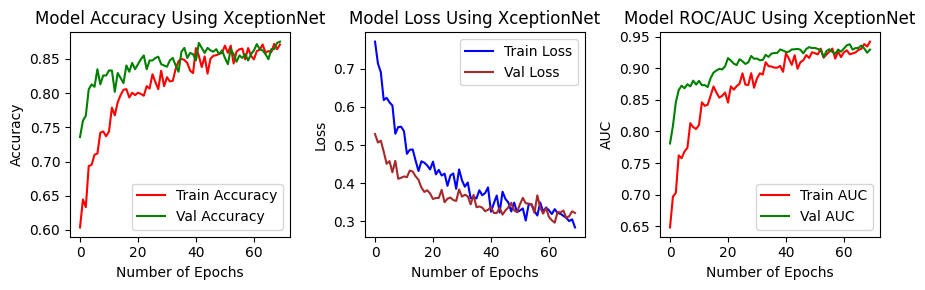 Model Accuracy Using XceptionNet
0.85
0.80
0.75
0.70
0.65
0.60
Accuracy
Train Accuracy
Val Accuracy
0 20 40 60
Number of Epochs
Model Loss Using XceptionNet
0.7
0.6
0.5
0.4
0.3
Loss
Train Loss
Val Loss
0 20 40 60
Number of Epochs
Model ROC/AUC Using XceptionNet
0.95
0.90
0.85
0.80
0.75
0.70
0.65
AUC
Train AUC
Val AUC
0 20 40 60
Number of Epochs